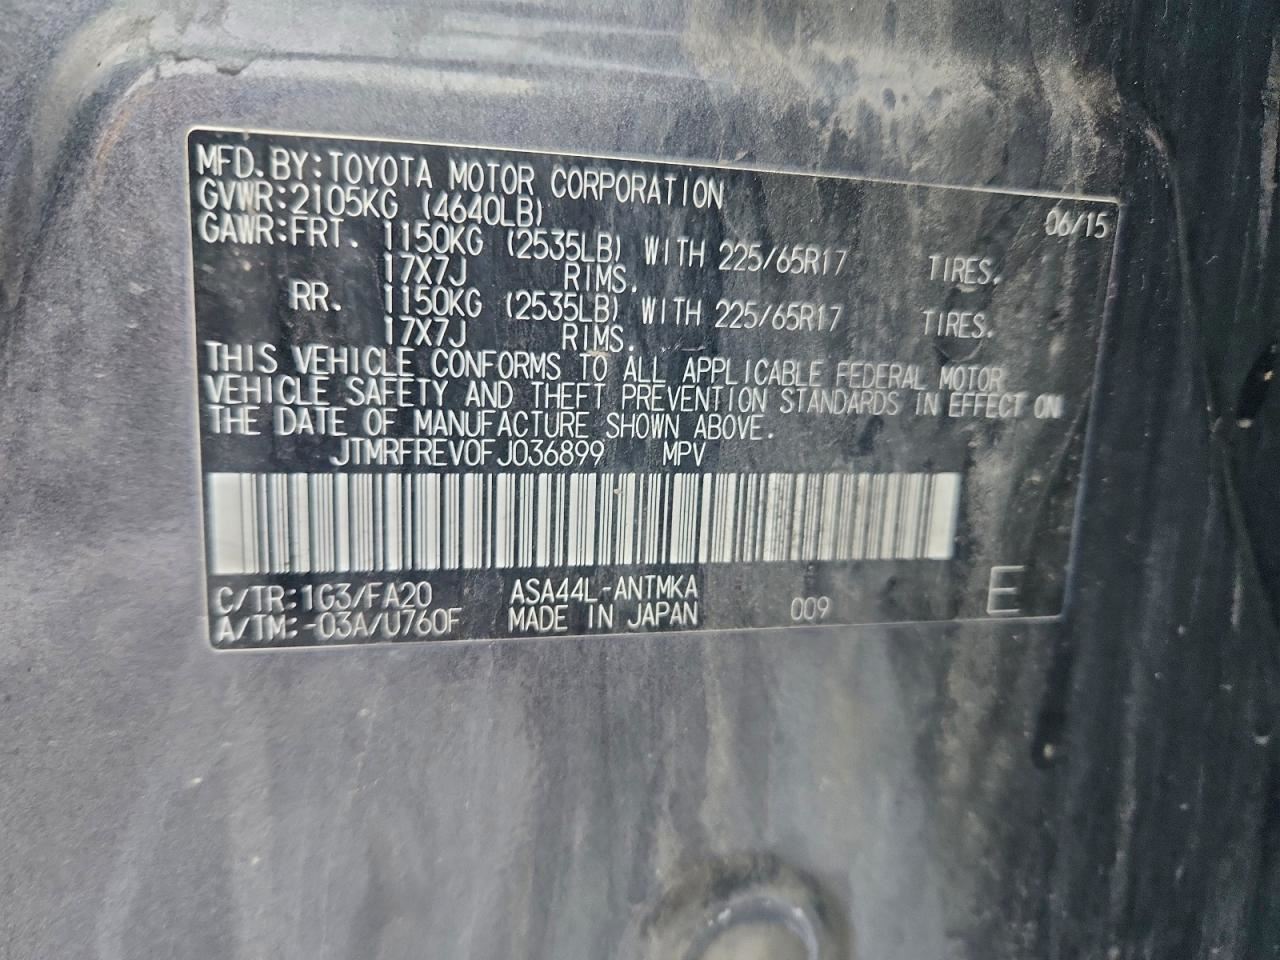 MFD.BY:TOYOTA MOTOR CORPORATION 06/15
GVWR:2105KG (4640LB)
GAWR:FRT. 1150KG (2535LB) WITH 225/65R17 TIRES.
17X7J RIMS.
RR. 1150KG (2535LB) WITH 225/65R17 TIRES.
17X7J RIMS.
THIS VEHICLE CONFORMS TO ALL APPLICABLE FEDERAL MOTOR
VEHICLE SAFETY AND THEFT PREVENTION STANDARDS IN EFFECT ON
THE DATE OF MANUFACTURE SHOWN ABOVE.
JTMRFREV0FJ036899 MPV
C/TR:1G3/FA20 ASA44L-ANTMKA
A/TM:-03A/U760F MADE IN JAPAN 009 E